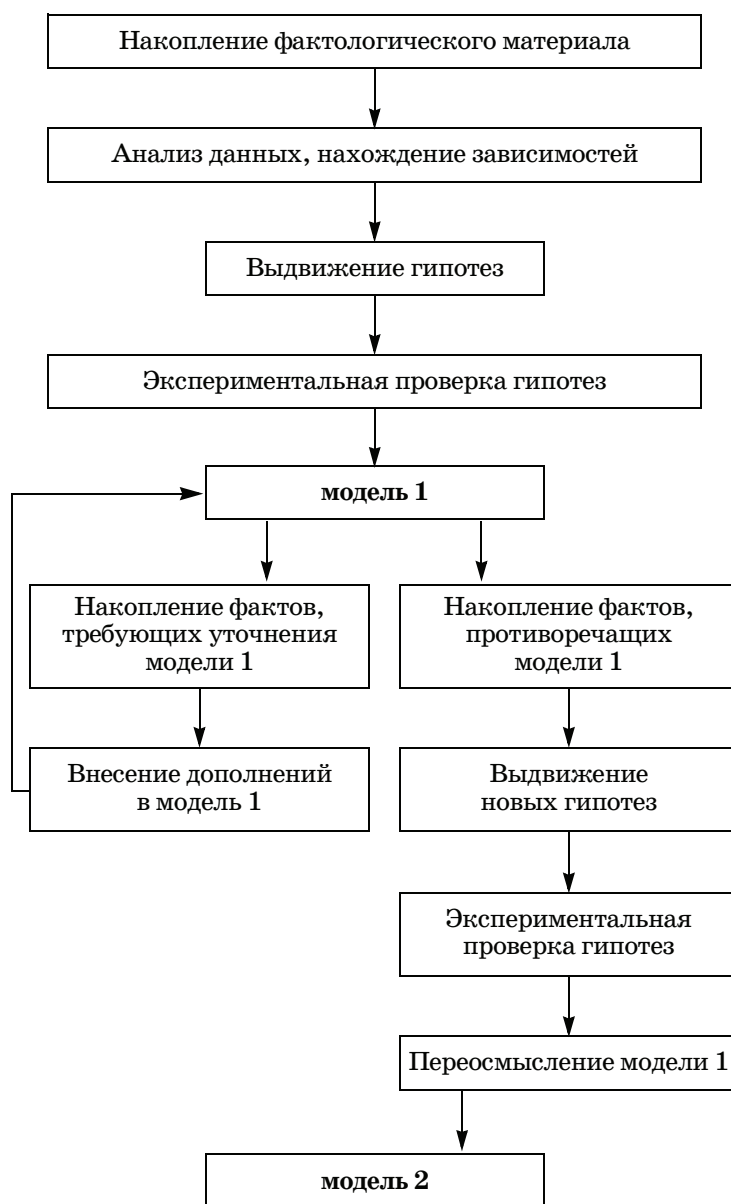 Накопление фактологического материала
Анализ данных, нахождение зависимостей
Выдвижение гипотез
Экспериментальная проверка гипотез
модель 1
Накопление фактов,
требующих уточнения
модели 1
Внесение дополнений
в модель 1
Накопление фактов,
противоречащих
модели 1
Выдвижение
новых гипотез
Экспериментальная
проверка гипотез
Переосмысление модели 1
модель 2